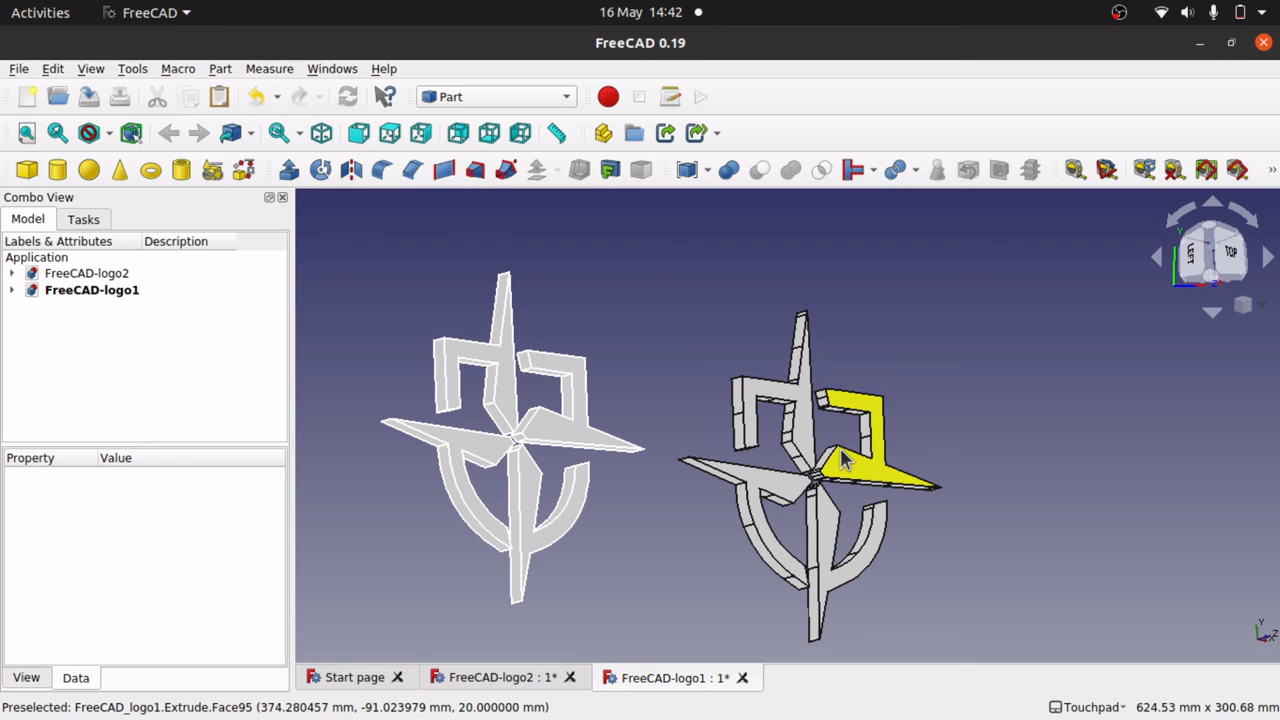 Activities FreeCAD 16 May 14:42
FreeCAD 0.19
File Edit View Tools Macro Part Measure Windows Help
Part
Combo View
Model Tasks
Labels & Attributes Description
Application
FreeCAD-logo2
FreeCAD-logo1
Property Value
View Data
LEFT TOP
Y
Z
Y
Z
Start page FreeCAD-logo2 : 1* FreeCAD-logo1 : 1*
Preselected: FreeCAD_logo1.Extrude.Face95 (374.280457 mm, -91.023979 mm, 20.000000 mm) Touchpad 624.53 mm x 300.68 mm